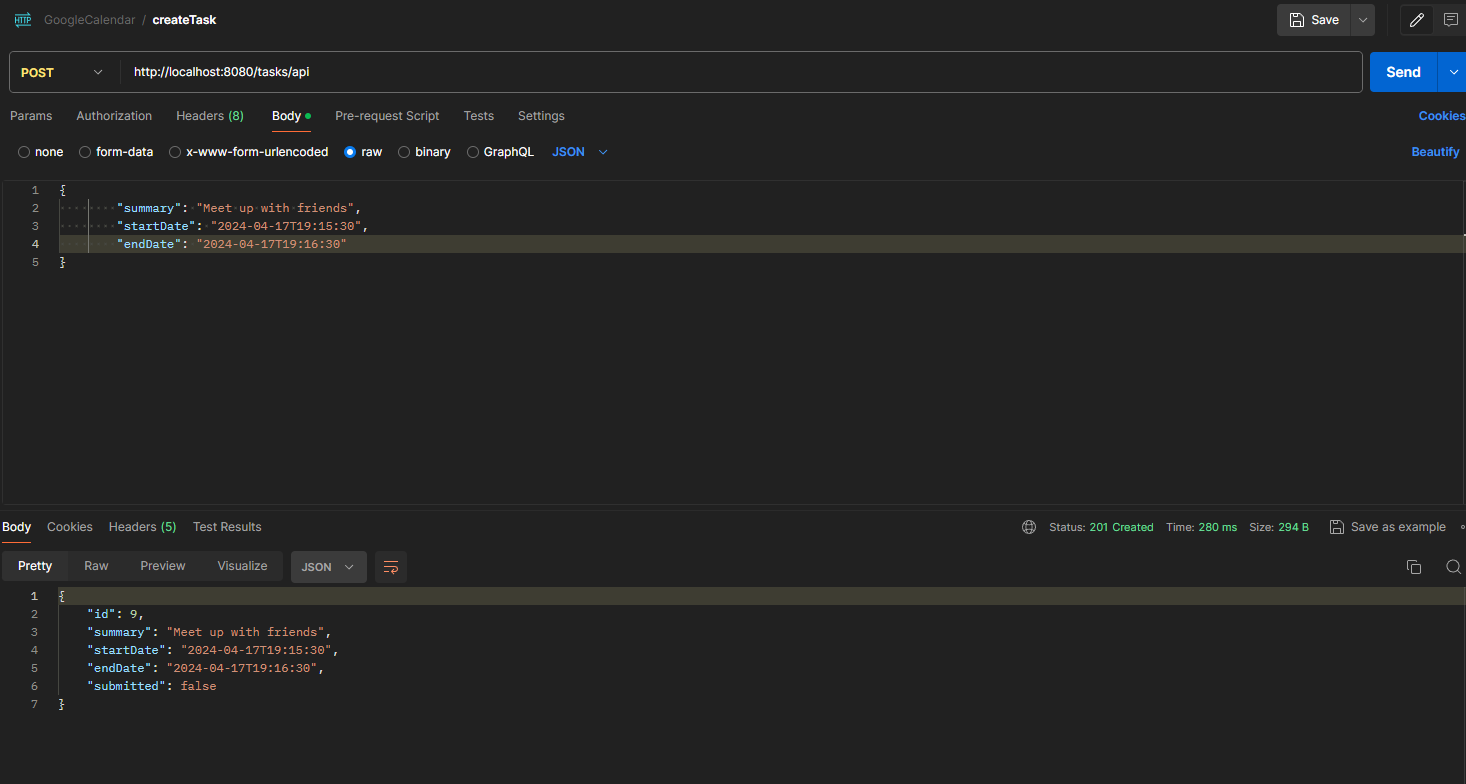 HTTP GoogleCalendar / createTask Save
POST http://localhost:8080/tasks/api Send
Params Authorization Headers (8) Body Pre-request Script Tests Settings Cookies
none form-data x-www-form-urlencoded raw binary GraphQL JSON Beautify
1 {
2 "summary": "Meet up with friends",
3 "startDate": "2024-04-17T19:15:30",
4 "endDate": "2024-04-17T19:16:30"
5 }
Body Cookies Headers (5) Test Results Status: 201 Created Time: 280 ms Size: 294 B Save as example
Pretty Raw Preview Visualize JSON
1 {
2 "id": 9,
3 "summary": "Meet up with friends",
4 "startDate": "2024-04-17T19:15:30",
5 "endDate": "2024-04-17T19:16:30",
6 "submitted": false
7 }